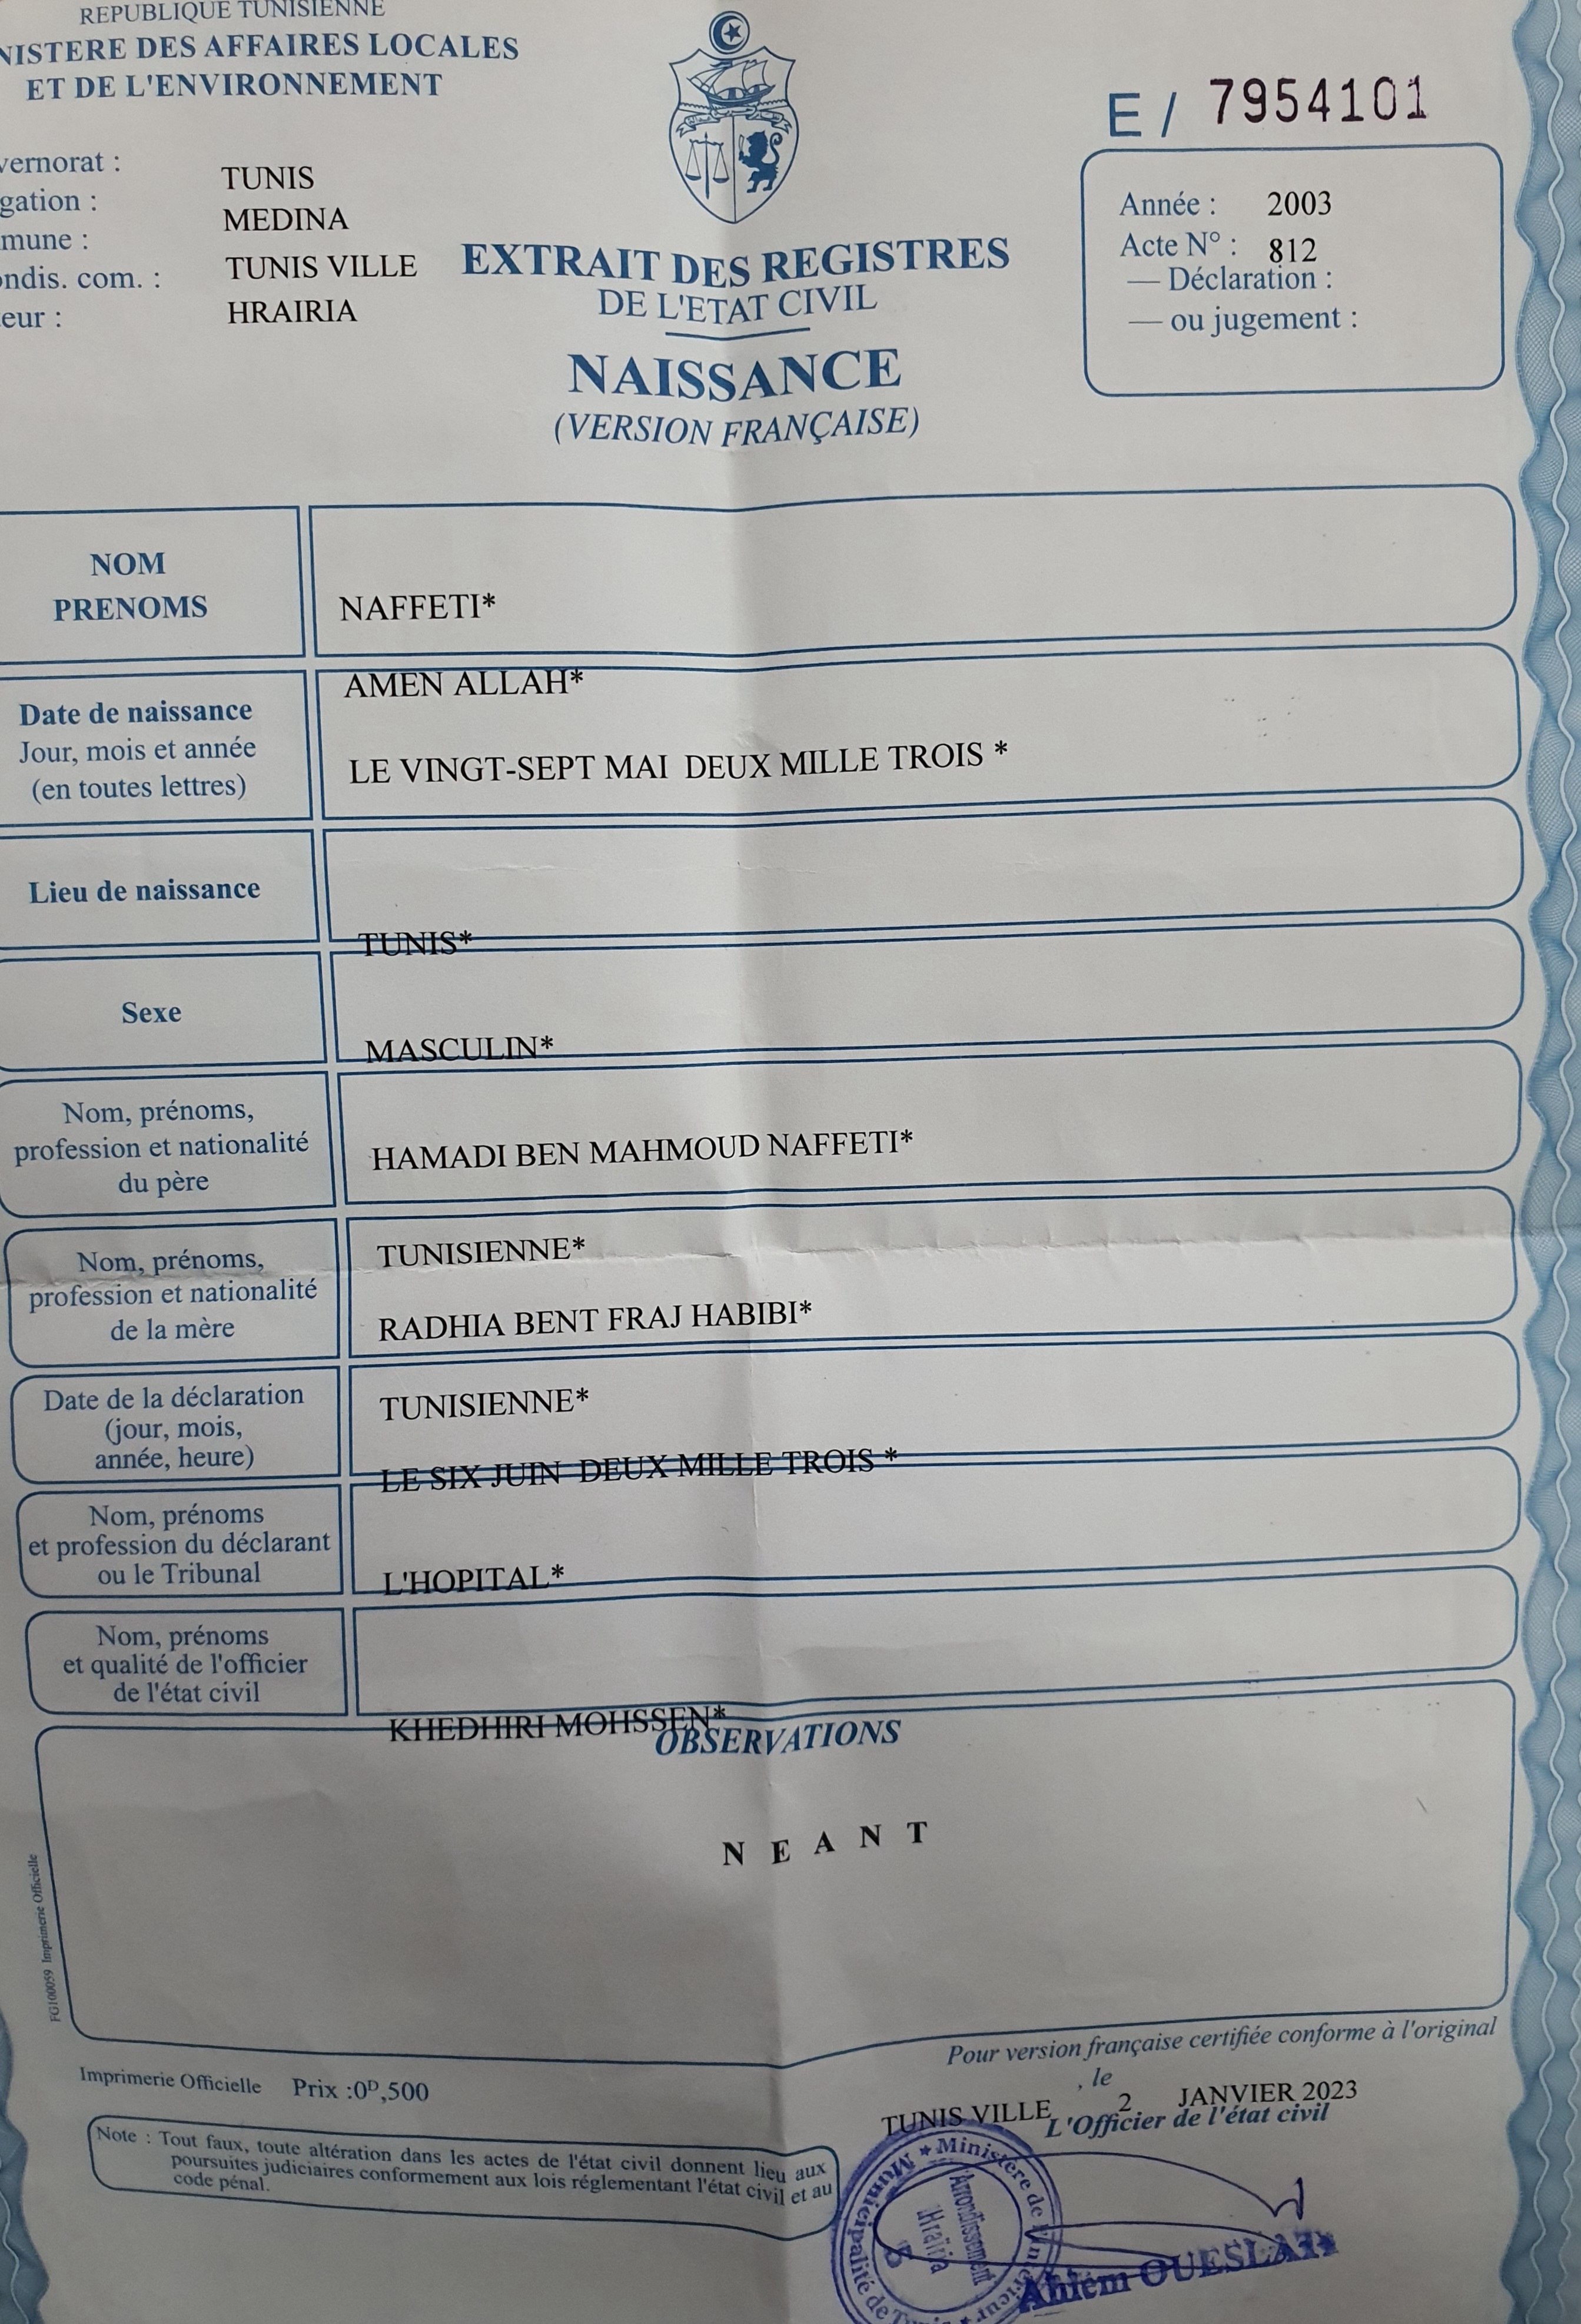 REPUBLIQUE TUNISIENNE
NISTERE DES AFFAIRES LOCALES
ET DE L'ENVIRONNEMENT
E / 7954101
vernorat : TUNIS
gation : MEDINA
mune : TUNIS VILLE
ondis. com. : HRAIRIA
eur :
Année : 2003
Acte N° : 812
— Déclaration :
— ou jugement :
EXTRAIT DES REGISTRES
DE L'ETAT CIVIL
NAISSANCE
(VERSION FRANÇAISE)
NOM
PRENOMS
NAFFETI*
AMEN ALLAH*
Date de naissance
Jour, mois et année
(en toutes lettres)
LE VINGT-SEPT MAI DEUX MILLE TROIS *
Lieu de naissance
TUNIS*
Sexe
MASCULIN*
Nom, prénoms,
profession et nationalité
du père
HAMADI BEN MAHMOUD NAFFETI*
TUNISIENNE*
Nom, prénoms,
profession et nationalité
de la mère
RADHIA BENT FRAJ HABIBI*
TUNISIENNE*
Date de la déclaration
(jour, mois,
année, heure)
LE SIX JUIN DEUX MILLE TROIS *
Nom, prénoms
et profession du déclarant
ou le Tribunal
L'HOPITAL*
Nom, prénoms
et qualité de l'officier
de l'état civil
KHEDHIRI MOHSSEN*
OBSERVATIONS
N E A N T
FG100059 Imprimerie Officielle
Pour version française certifiée conforme à l'original
Imprimerie Officielle Prix :0ᴰ,500
, le
TUNIS VILLE 2 JANVIER 2023
L'Officier de l'état civil
Note : Tout faux, toute altération dans les actes de l'état civil donnent lieu aux
poursuites judiciaires conformement aux lois réglementant l'état civil et au
code pénal.
★ Ministère de l'Intérieur ★
Municipalité de Tunis
Arrondissement
Hraïria
Ahlem OUESLATI